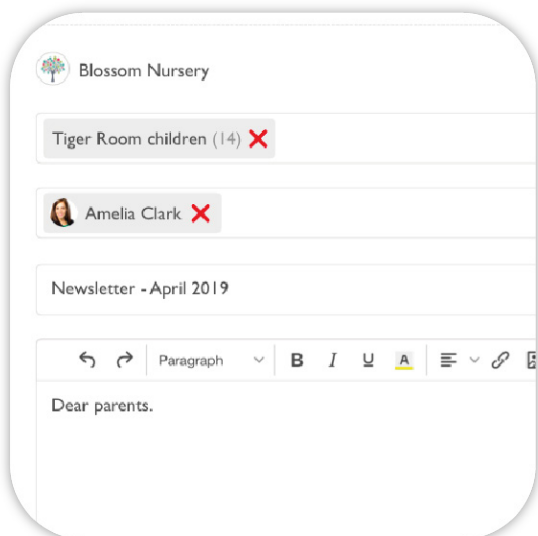 Blossom Nursery
Tiger Room children (14)
Amelia Clark
Newsletter - April 2019
Paragraph B I U A
Dear parents.